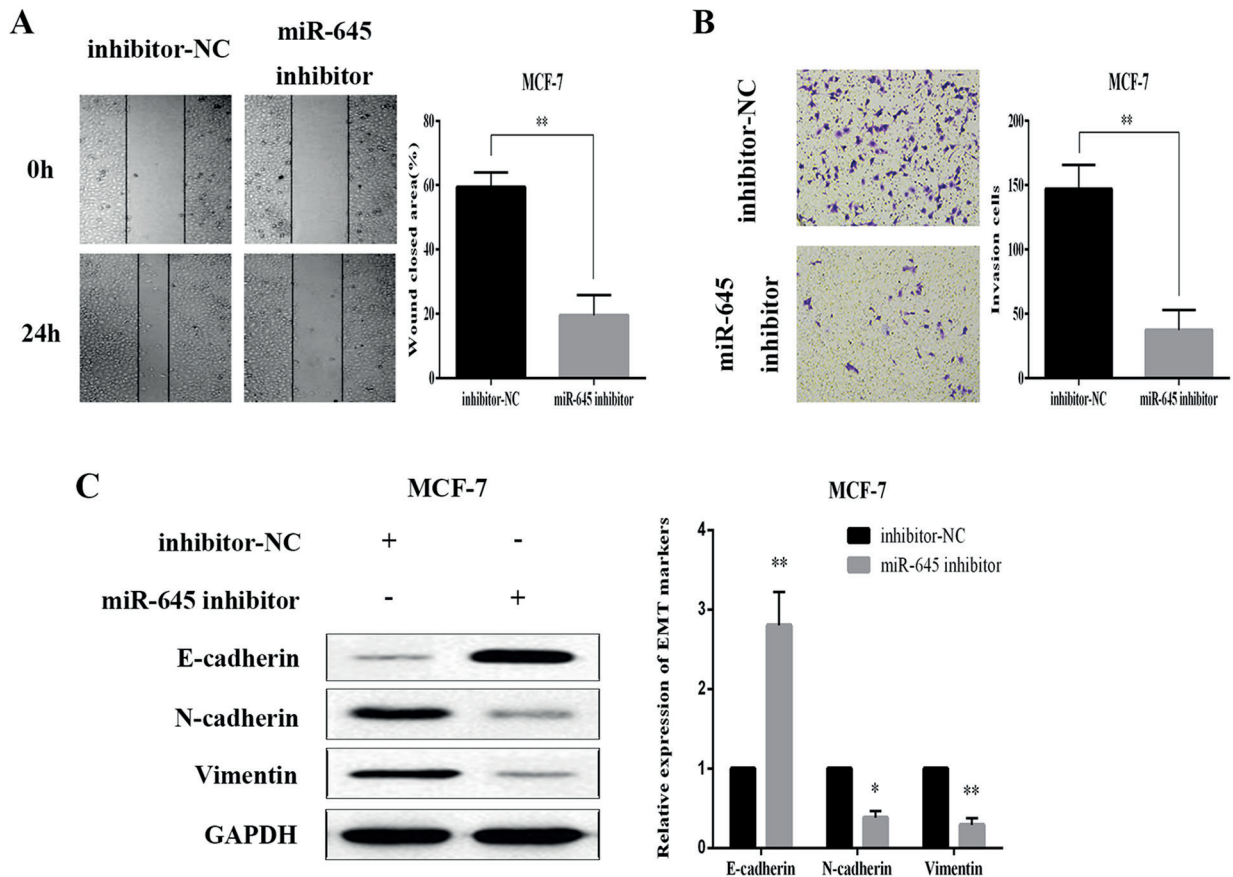 A
inhibitor-NC
miR-645
inhibitor
0h
24h
MCF-7
Wound closed area(%)
80
60
40
20
0
**
inhibitor-NC
miR-645 inhibitor
B
inhibitor-NC
miR-645
inhibitor
MCF-7
Invasion cells
200
150
100
50
0
**
inhibitor-NC
miR-645 inhibitor
C
MCF-7
inhibitor-NC + -
miR-645 inhibitor - +
E-cadherin
N-cadherin
Vimentin
GAPDH
MCF-7
Relative expression of EMT markers
4
3
2
1
0
inhibitor-NC
miR-645 inhibitor
**
*
**
E-cadherin N-cadherin Vimentin